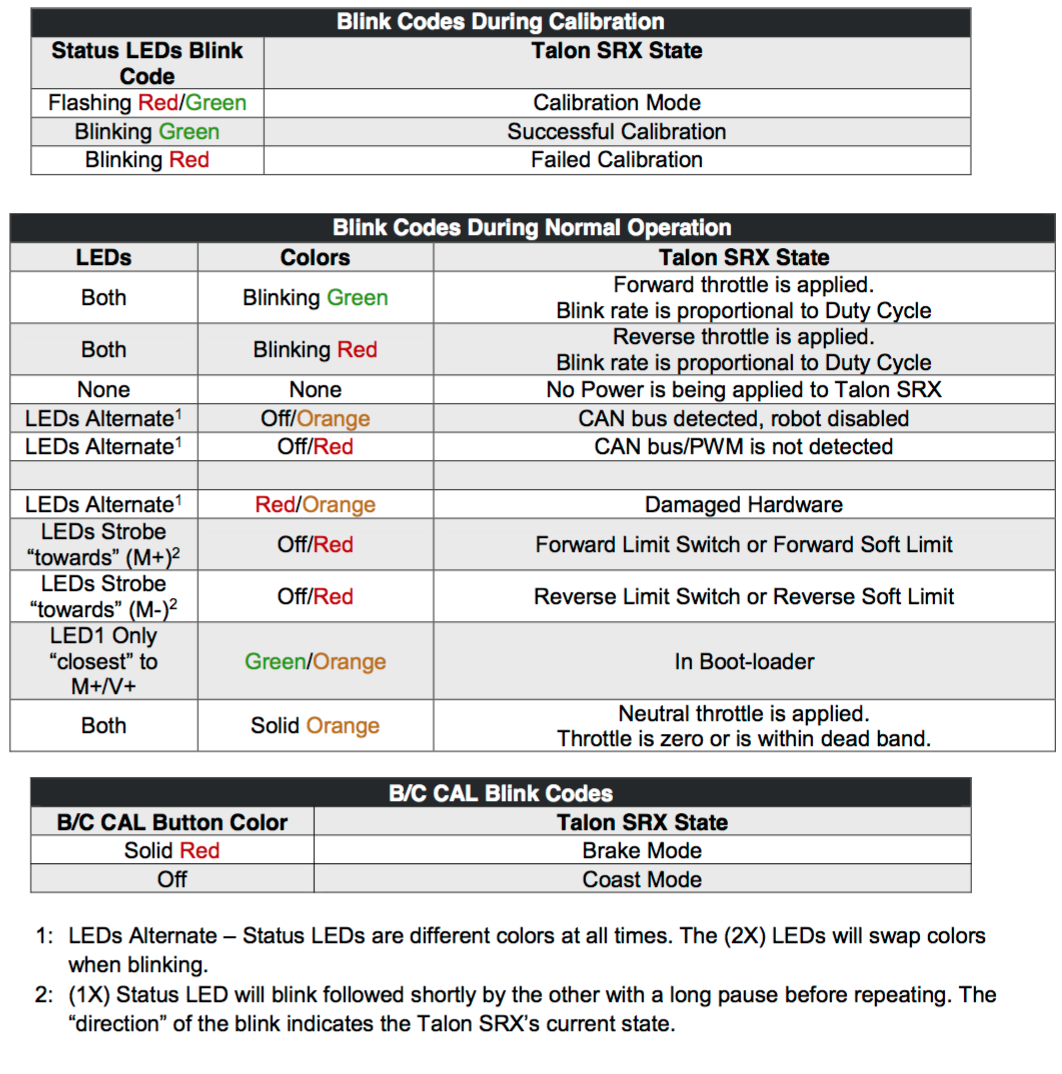 Blink Codes During Calibration
Status LEDs Blink Code Talon SRX State
Flashing Red/Green Calibration Mode
Blinking Green Successful Calibration
Blinking Red Failed Calibration
Blink Codes During Normal Operation
LEDs Colors Talon SRX State
Both Blinking Green Forward throttle is applied.
Blink rate is proportional to Duty Cycle
Both Blinking Red Reverse throttle is applied.
Blink rate is proportional to Duty Cycle
None None No Power is being applied to Talon SRX
LEDs Alternate¹ Off/Orange CAN bus detected, robot disabled
LEDs Alternate¹ Off/Red CAN bus/PWM is not detected
LEDs Alternate¹ Red/Orange Damaged Hardware
LEDs Strobe
“towards” (M+)² Off/Red Forward Limit Switch or Forward Soft Limit
LEDs Strobe
“towards” (M-)² Off/Red Reverse Limit Switch or Reverse Soft Limit
LED1 Only
“closest” to
M+/V+ Green/Orange In Boot-loader
Both Solid Orange Neutral throttle is applied.
Throttle is zero or is within dead band.
B/C CAL Blink Codes
B/C CAL Button Color Talon SRX State
Solid Red Brake Mode
Off Coast Mode
1: LEDs Alternate – Status LEDs are different colors at all times. The (2X) LEDs will swap colors
when blinking.
2: (1X) Status LED will blink followed shortly by the other with a long pause before repeating. The
“direction” of the blink indicates the Talon SRX’s current state.